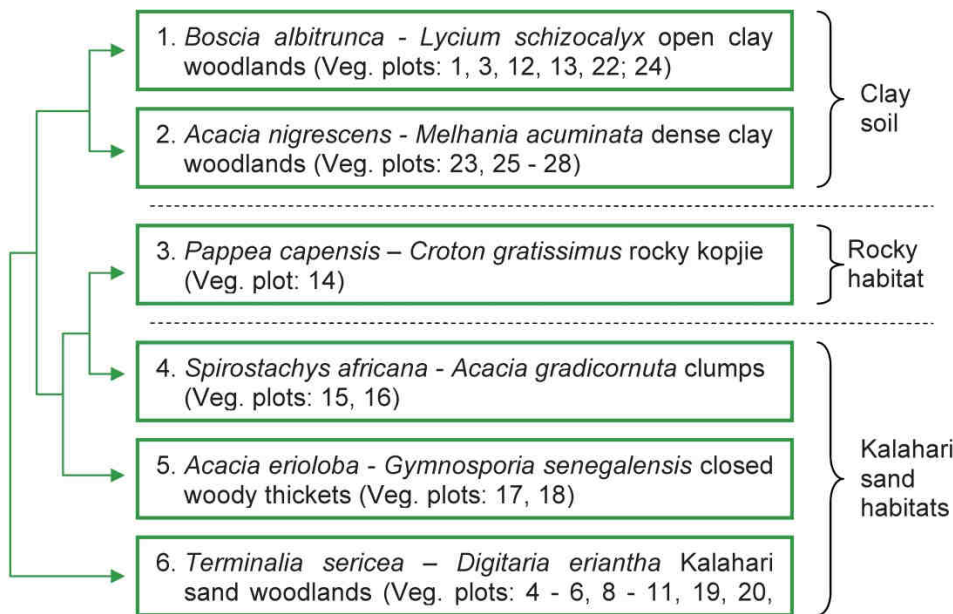 1. Boscia albitrunca - Lycium schizocalyx open clay
woodlands (Veg. plots: 1, 3, 12, 13, 22; 24)
2. Acacia nigrescens - Melhania acuminata dense clay
woodlands (Veg. plots: 23, 25 - 28)
Clay
soil
3. Pappea capensis – Croton gratissimus rocky kopjie
(Veg. plot: 14)
Rocky
habitat
4. Spirostachys africana - Acacia gradicornuta clumps
(Veg. plots: 15, 16)
5. Acacia erioloba - Gymnosporia senegalensis closed
woody thickets (Veg. plots: 17, 18)
6. Terminalia sericea – Digitaria eriantha Kalahari
sand woodlands (Veg. plots: 4 - 6, 8 - 11, 19, 20,
Kalahari
sand
habitats